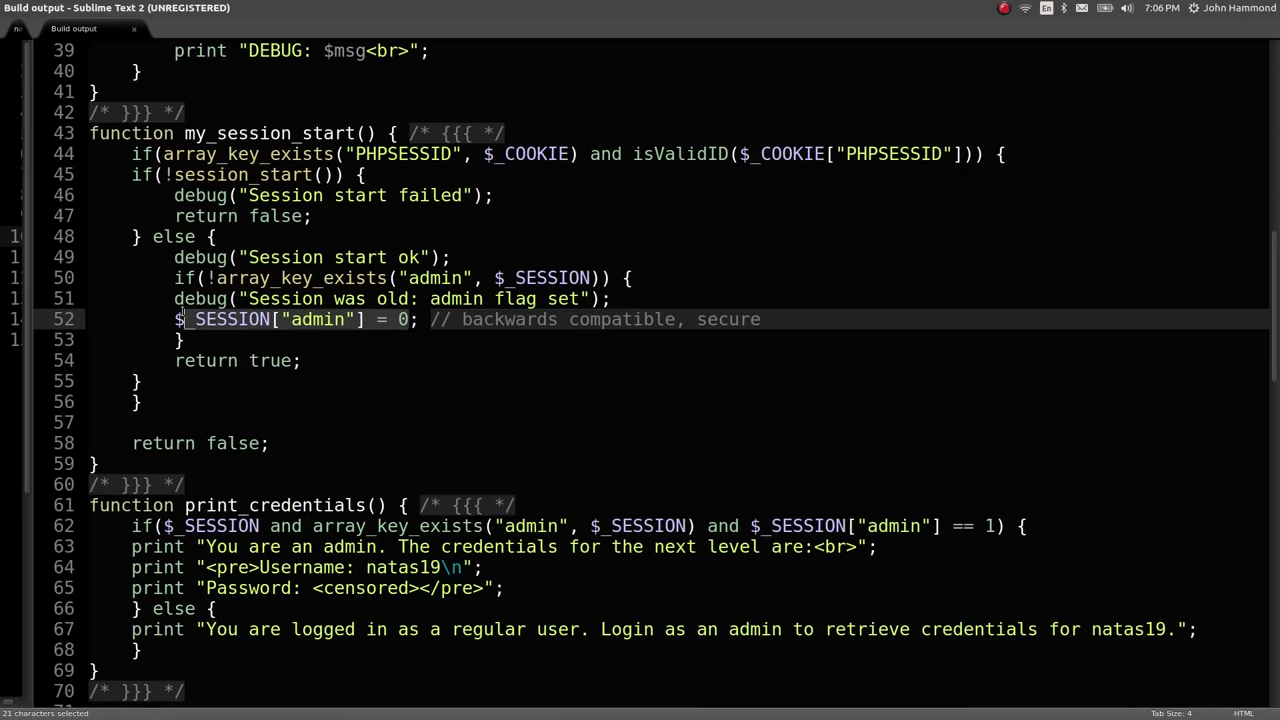 Build output - Sublime Text 2 (UNREGISTERED)
En
7:06 PM
John Hammond
Build output
39 print "DEBUG: $msg<br>";
40 }
41 }
42 /* }}} */
43 function my_session_start() { /* {{{ */
44 if(array_key_exists("PHPSESSID", $_COOKIE) and isValidID($_COOKIE["PHPSESSID"])) {
45 if(!session_start()) {
46 debug("Session start failed");
47 return false;
48 } else {
49 debug("Session start ok");
50 if(!array_key_exists("admin", $_SESSION)) {
51 debug("Session was old: admin flag set");
52 $_SESSION["admin"] = 0; // backwards compatible, secure
53 }
54 return true;
55 }
56 }
57
58 return false;
59 }
60 /* }}} */
61 function print_credentials() { /* {{{ */
62 if($_SESSION and array_key_exists("admin", $_SESSION) and $_SESSION["admin"] == 1) {
63 print "You are an admin. The credentials for the next level are:<br>";
64 print "<pre>Username: natas19\n";
65 print "Password: <censored></pre>";
66 } else {
67 print "You are logged in as a regular user. Login as an admin to retrieve credentials for natas19.";
68 }
69 }
70 /* }}} */
21 characters selected
Tab Size: 4
HTML